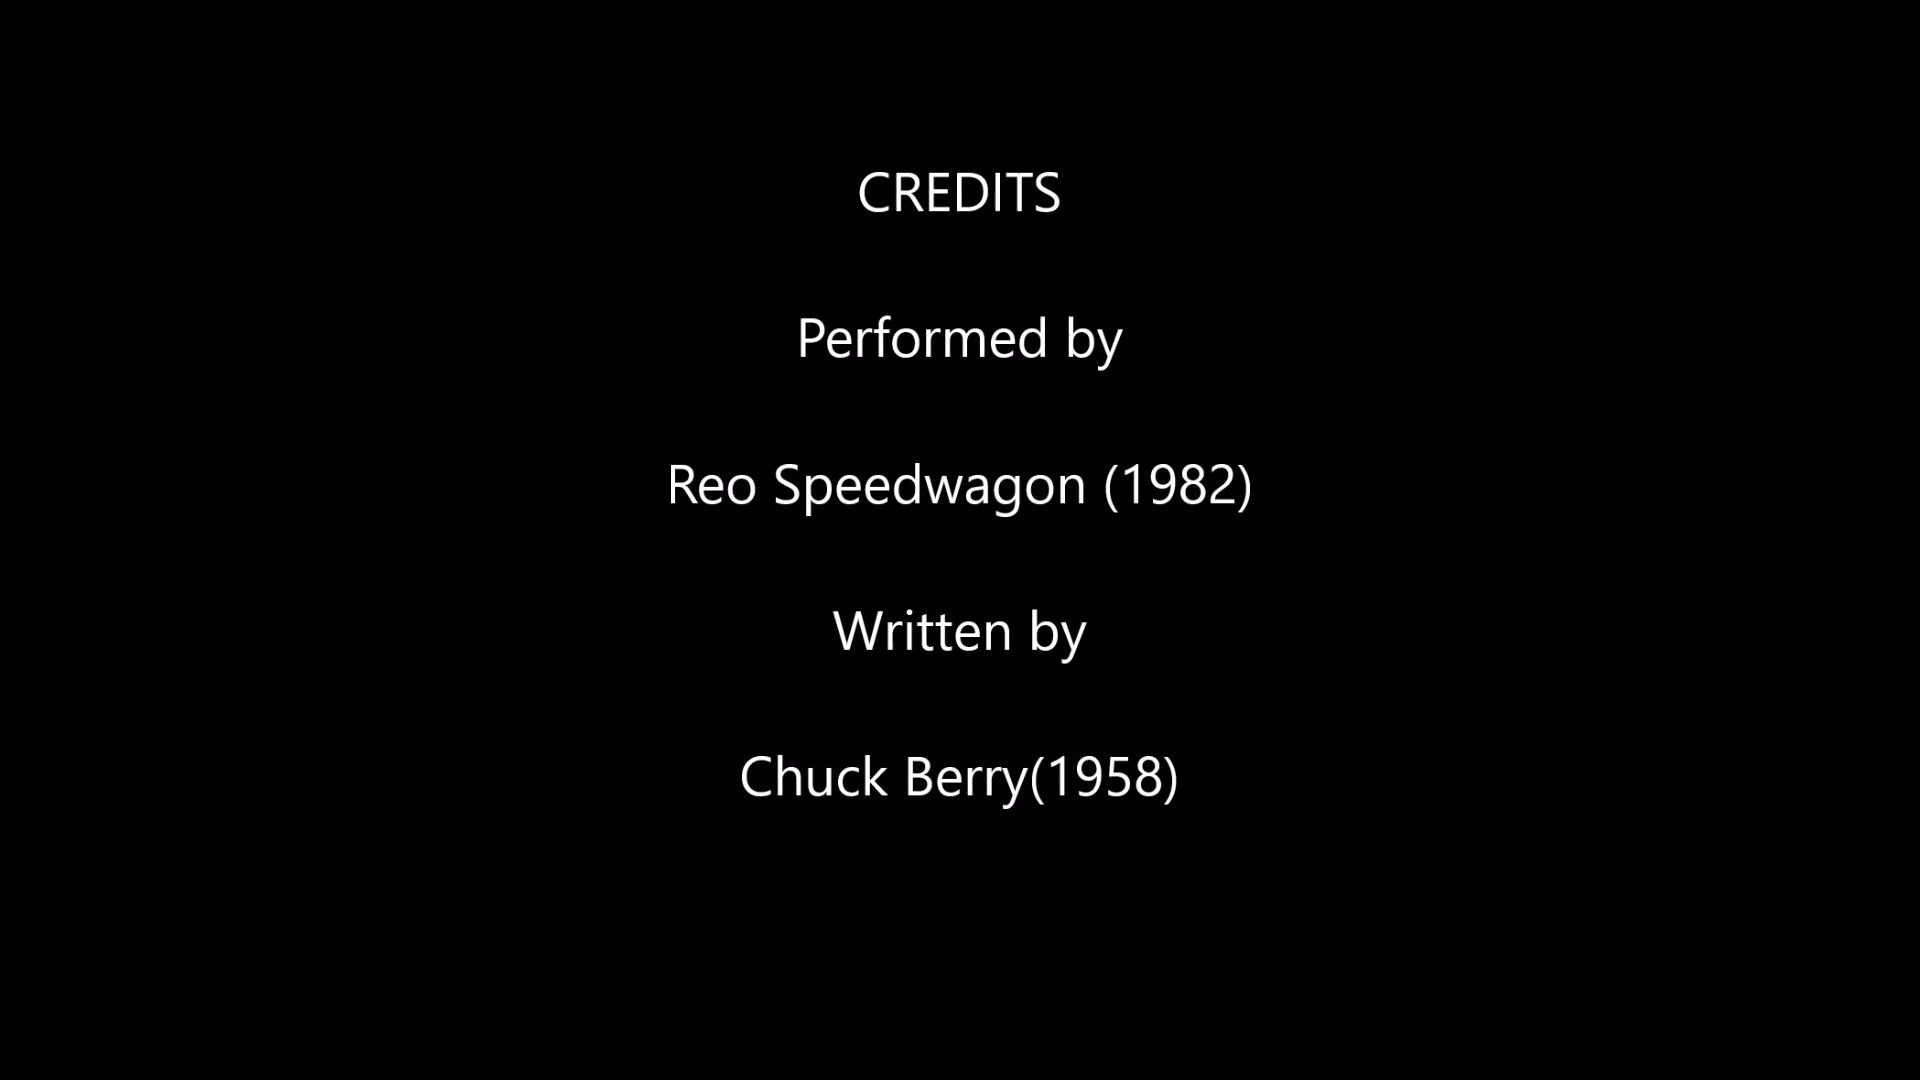 CREDITS
Performed by
Reo Speedwagon (1982)
Written by
Chuck Berry(1958)